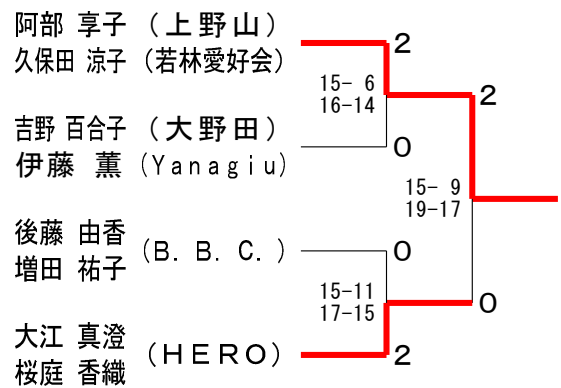 阿部 享子 (上野山)
久保田 涼子 (若林愛好会)
2
15- 6
16-14
2
吉野 百合子 (大野田)
伊藤 薫 (Yanagiu)
0
15- 9
19-17
後藤 由香
増田 祐子
(B. B. C. )
0
15-11
17-15
0
大江 真澄
桜庭 香織
(HERO)
2